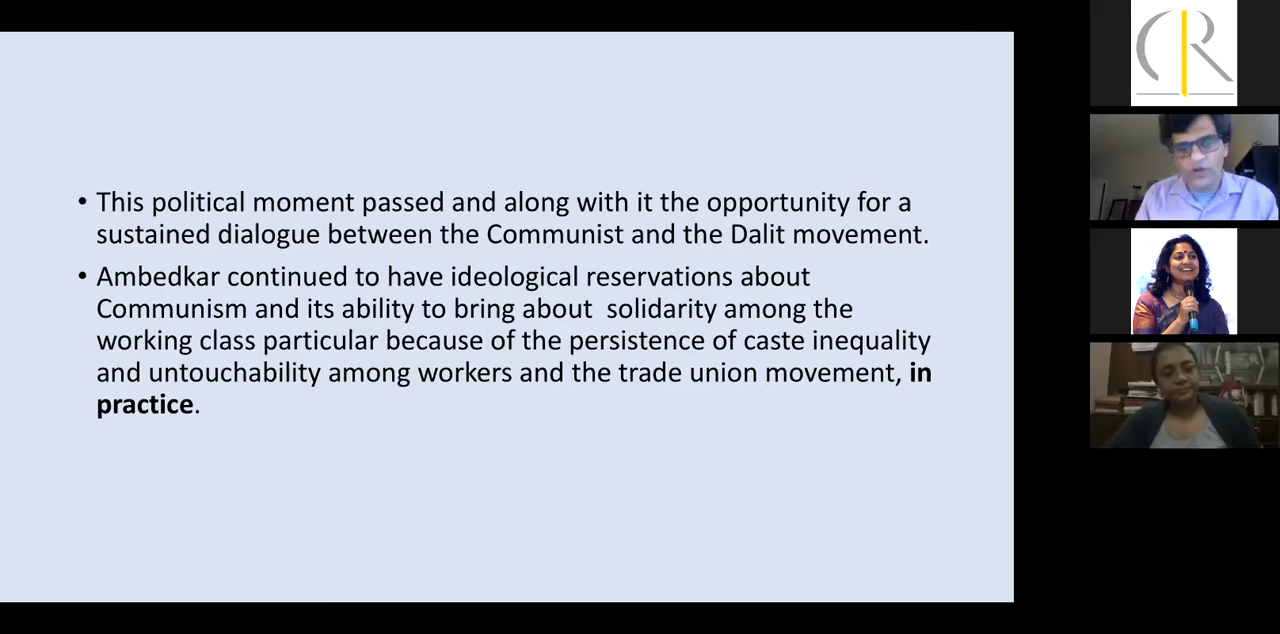 • This political moment passed and along with it the opportunity for a
sustained dialogue between the Communist and the Dalit movement.
• Ambedkar continued to have ideological reservations about
Communism and its ability to bring about  solidarity among the
working class particular because of the persistence of caste inequality
and untouchability among workers and the trade union movement, in
practice.
CR